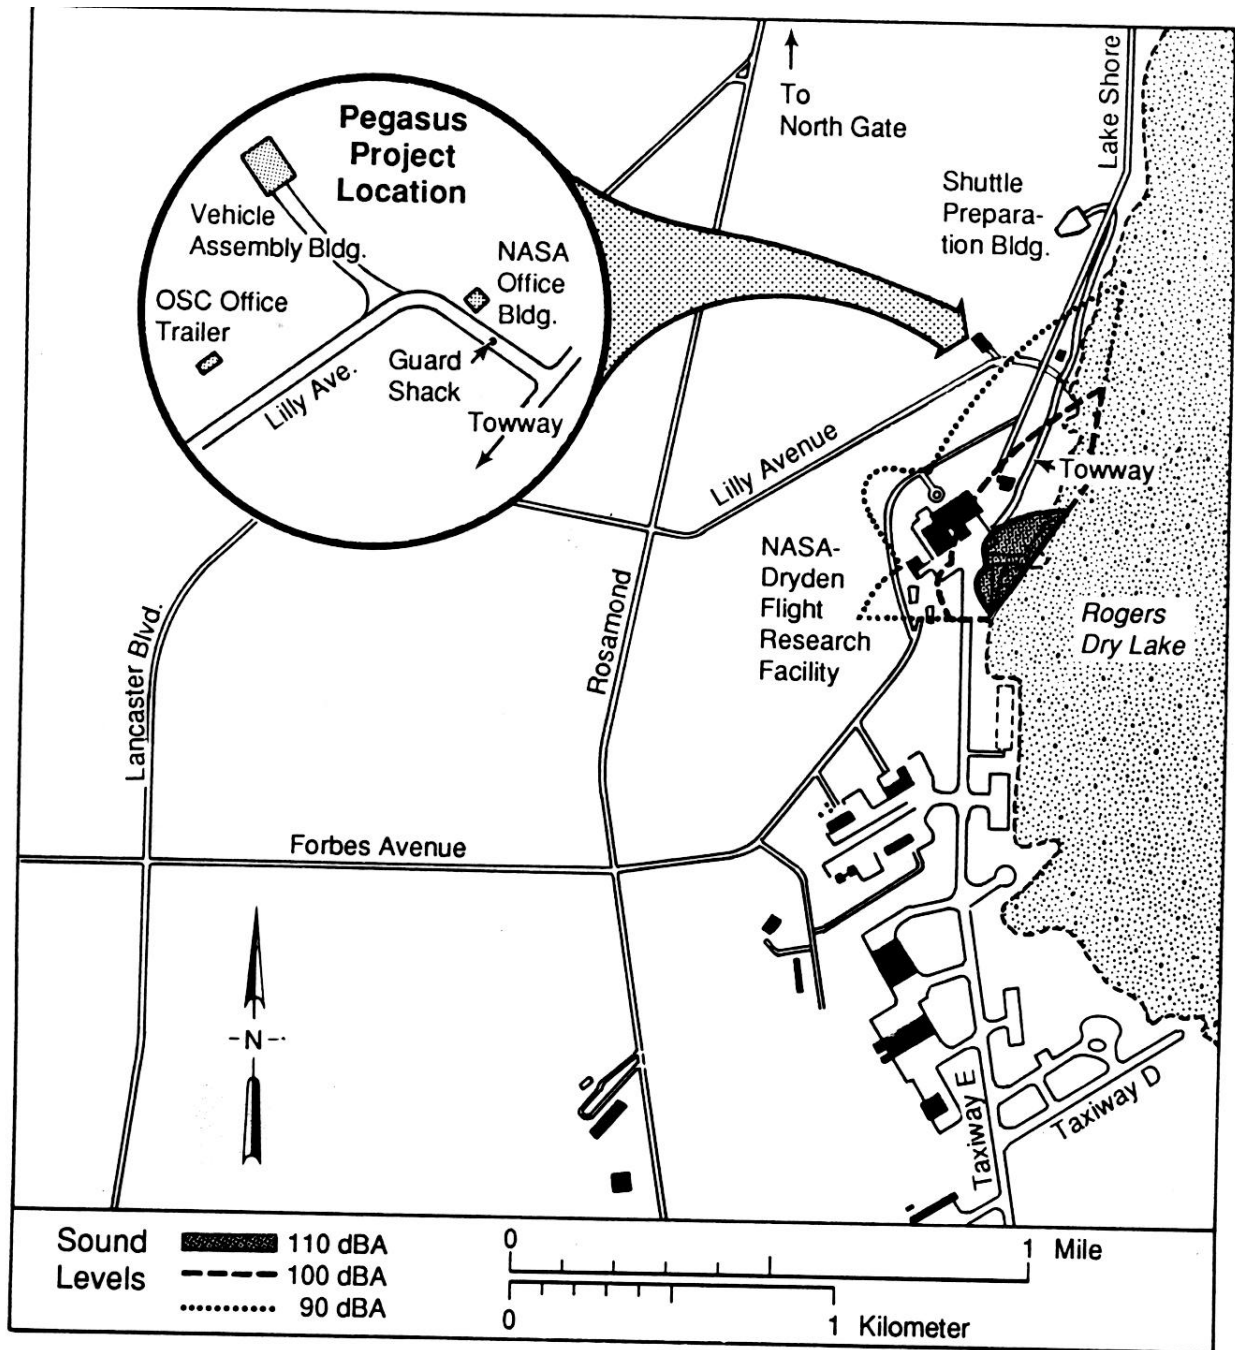 To
North Gate
Lake Shore
Pegasus
Project
Location
Vehicle
Assembly Bldg.
NASA
Office
Bldg.
OSC Office
Trailer
Guard
Shack
Lilly Ave.
Towway
Shuttle
Prepara-
tion Bldg.
Lilly Avenue
Towway
NASA-
Dryden
Flight
Research
Facility
Rogers
Dry Lake
Lancaster Blvd.
Rosamond
Forbes Avenue
-N-
Taxiway E
Taxiway D
Sound
Levels
110 dBA
100 dBA
90 dBA
0 1 Mile
0 1 Kilometer